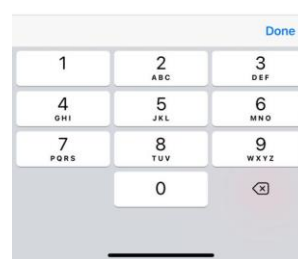 Done
1 2 3
ABC DEF
4 5 6
GHI JKL MNO
7 8 9
PQRS TUV WXYZ
0